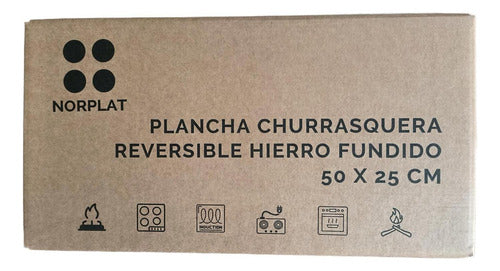 NORPLAT
PLANCHA CHURRASQUERA
REVERSIBLE HIERRO FUNDIDO
50 X 25 CM
INDUCTION